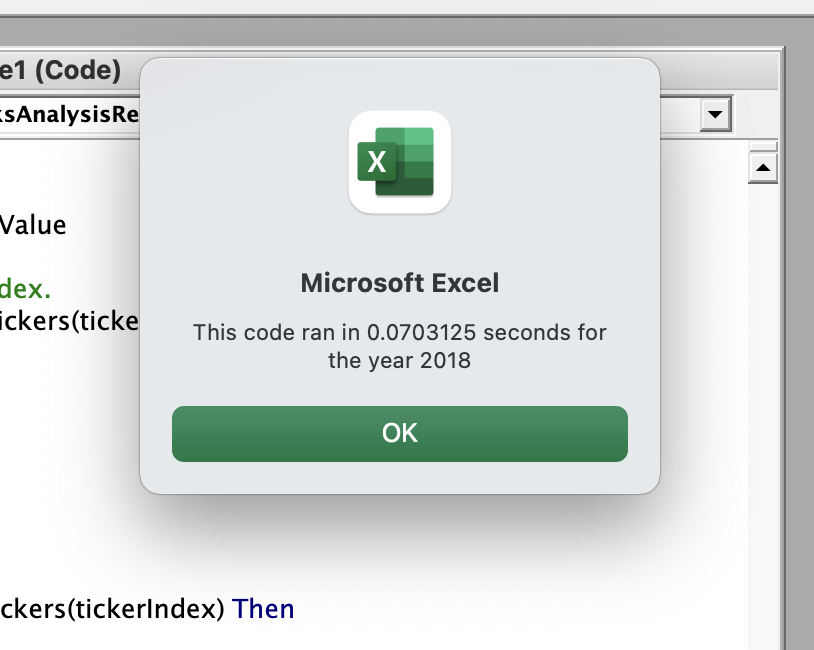 e1 (Code)
sAnalysisRe
X
Value
dex.
ickers(ticke
Microsoft Excel
This code ran in 0.0703125 seconds for
the year 2018
OK
ckers(tickerIndex) Then